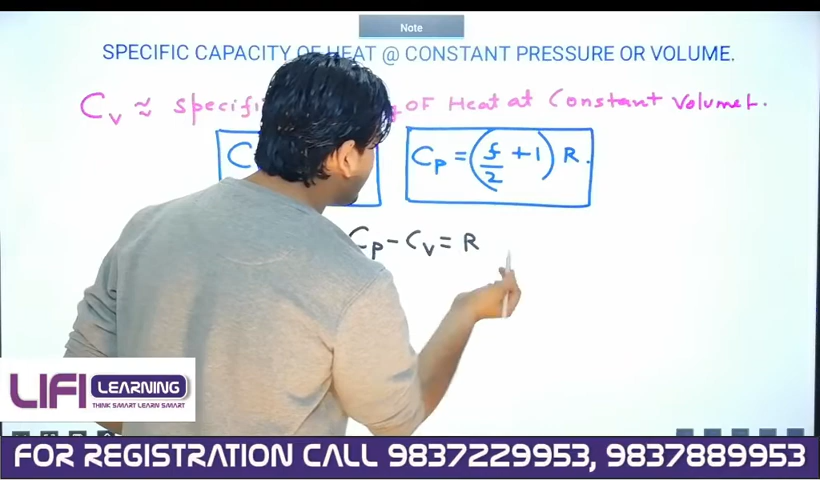 Note
SPECIFIC CAPACITY OF HEAT @ CONSTANT PRESSURE OR VOLUME.
Cv ≈ Specifi OF Heat at Constant Volumet.
C
Cp = (f/2 + 1) R.
Cp - Cv = R
LIFI LEARNING
THINK SMART LEARN SMART
FOR REGISTRATION CALL 9837229953, 9837889953